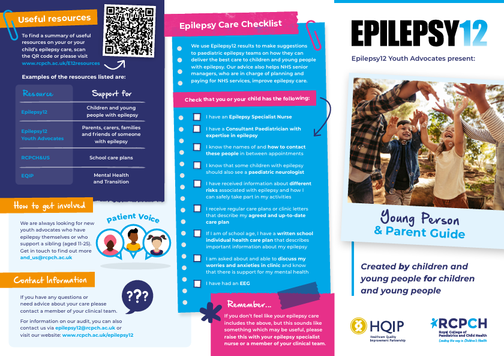 Useful resources
To find a summary of useful
resources on your or your
child's epilepsy care, scan
the QR code or please visit
www.rcpch.ac.uk/E12resources
Examples of the resources listed are:
Resource
Support for
Epilepsy12
Children and young
people with epilepsy
Epilepsy12
Youth Advocates
Parents, carers, families
and friends of someone
with epilepsy
RCPCH&US
School care plans
EQIP
Mental Health
and Transition
How to get involved
We are always looking for new
youth advocates who have
epilepsy themselves or who
support a sibling (aged 11-25).
Get in touch to find out more
and_us@rcpch.ac.uk
Patient Voice
Contact Information
If you have any questions or
need advice about your care please
contact a member of your clinical team.
For information on our audit, you can also
contact us via epilepsy12@rcpch.ac.uk or
visit our website: www.rcpch.ac.uk/epilepsy12
???
Epilepsy Care Checklist
We use Epilepsy12 results to make suggestions
to paediatric epilepsy teams on how they can
deliver the best care to children and young people
with epilepsy. Our advice also helps NHS senior
managers, who are in charge of planning and
paying for NHS services, improve epilepsy care.
Check that you or your child has the following:
I have an Epilepsy Specialist Nurse
I have a Consultant Paediatrician with
expertise in epilepsy
I know the names of and how to contact
these people in between appointments
I know that some children with epilepsy
should also see a paediatric neurologist
I have received information about different
risks associated with epilepsy and how I
can safely take part in my activities
I receive regular care plans or clinic letters
that describe my agreed and up-to-date
care plan
If I am of school age, I have a written school
individual health care plan that describes
important information about my epilepsy
I am asked about and able to discuss my
worries and anxieties in clinic and know
that there is support for my mental health
I have had an EEG
Remember...
If you don't feel like your epilepsy care
includes the above, but this sounds like
something which may be useful, please
raise this with your epilepsy specialist
nurse or a member of your clinical team.
EPILEPSY12
Epilepsy12 Youth Advocates present:
Young Person
& Parent Guide
Created by children and
young people for children
and young people
HQIP
Healthcare Quality
Improvement Partnership
RCPCH
Royal College of
Paediatrics and Child Health
Leading the way in Children's Health